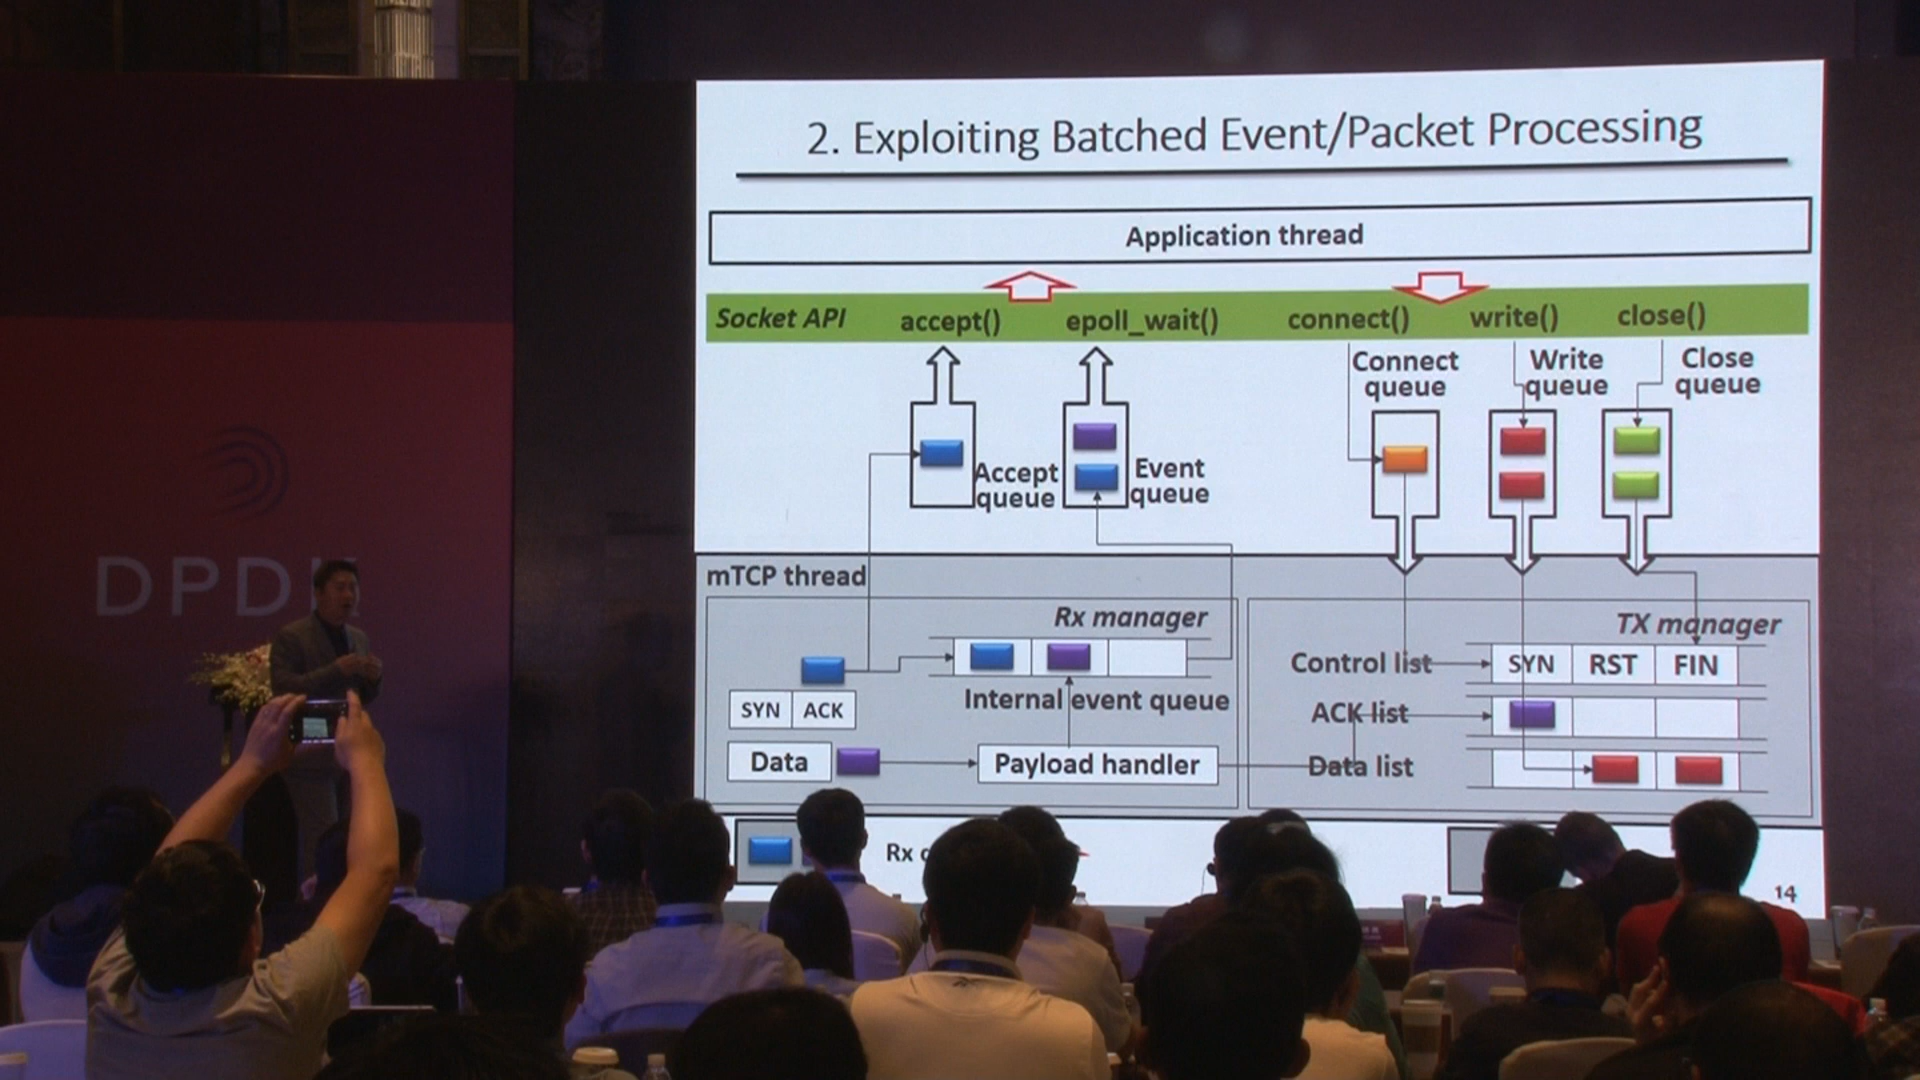 2. Exploiting Batched Event/Packet Processing
Application thread
Socket API accept() epoll_wait() connect() write() close()
Connect
queue
Write
queue
Close
queue
Accept
queue
Event
queue
mTCP thread
Rx manager
Internal event queue
SYN ACK
Data
Payload handler
TX manager
Control list SYN RST FIN
ACK list
Data list
Rx
14
DPD